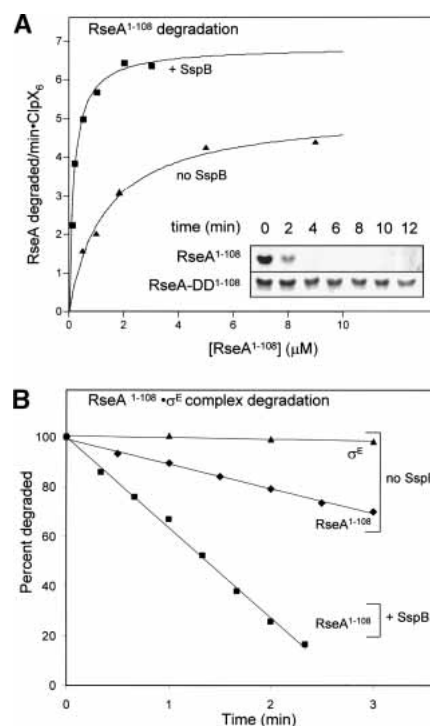 A
RseA1-108 degradation
RseA degraded/min•ClpX6
7
6
5
4
3
2
1
0
+ SspB
no SspB
time (min) 0 2 4 6 8 10 12
RseA1-108
RseA-DD1-108
0 2 4 6 8 10
[RseA1-108] (µM)
B
RseA 1-108 •σE complex degradation
Percent degraded
100
80
60
40
20
0
σE
no SspB
RseA1-108
RseA1-108
+ SspB
0 1 2 3
Time (min)